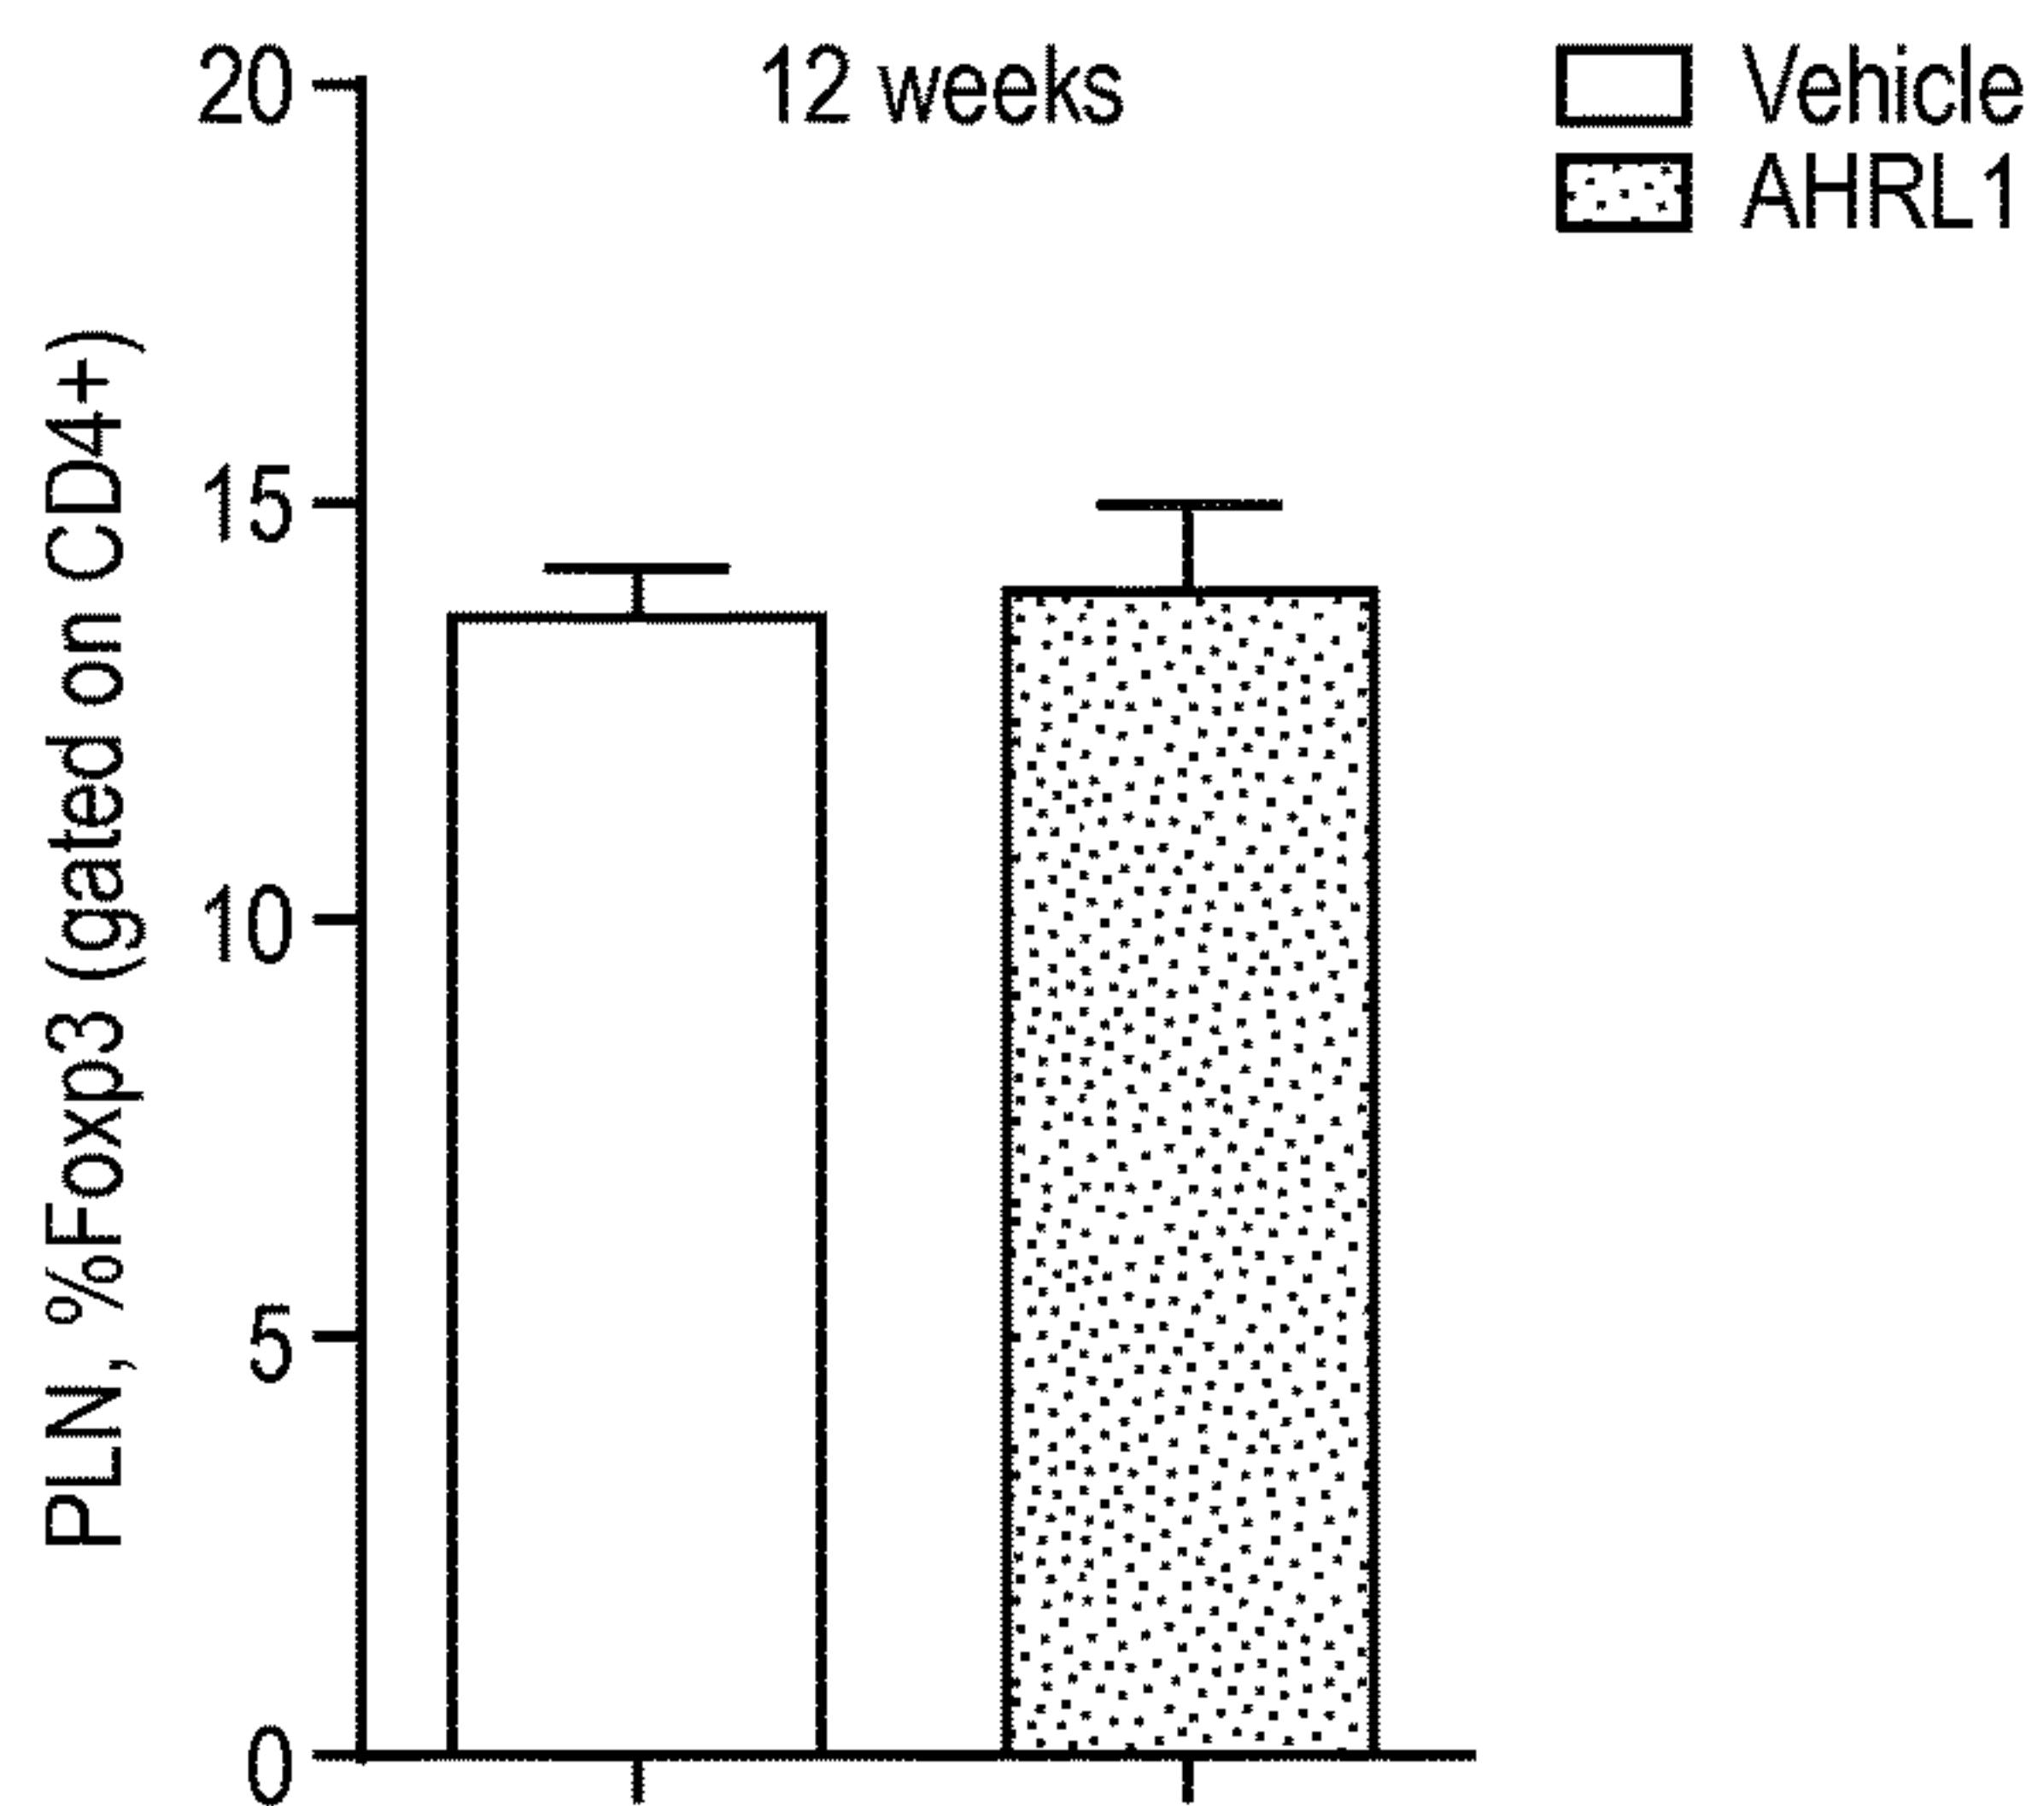 12 weeks
Vehicle
AHRL1
PLN, %Foxp3 (gated on CD4+)
20
15
10
5
0